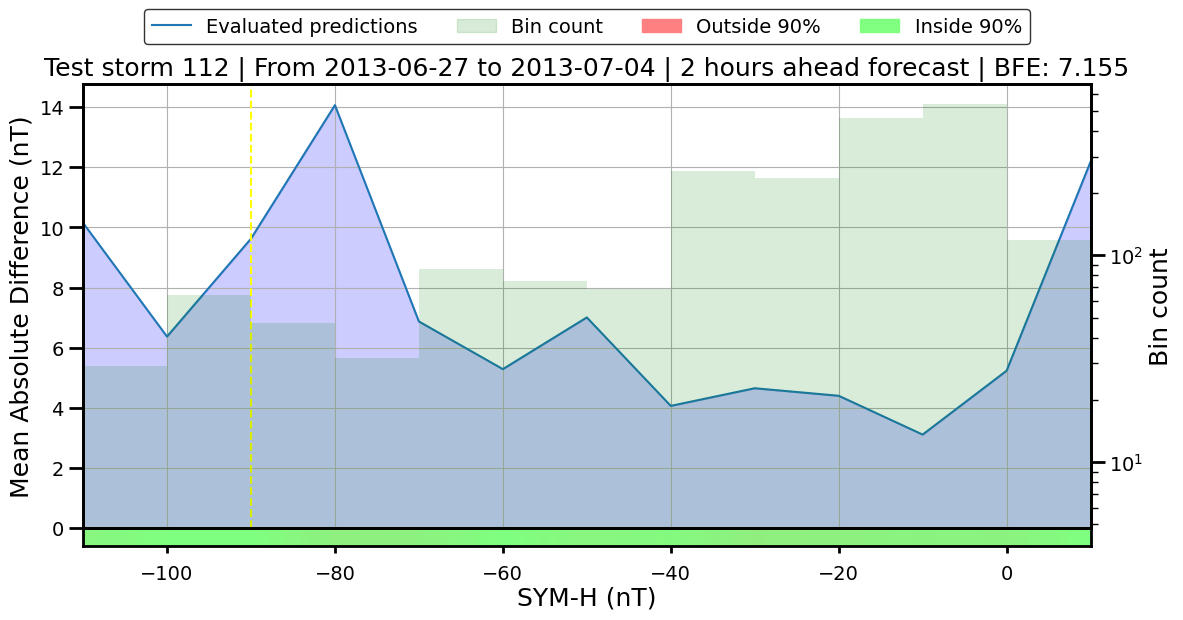 Evaluated predictions Bin count Outside 90% Inside 90%
Test storm 112 | From 2013-06-27 to 2013-07-04 | 2 hours ahead forecast | BFE: 7.155
Mean Absolute Difference (nT)
14
12
10
8
6
4
2
0
10²
10¹
Bin count
−100 −80 −60 −40 −20 0
SYM-H (nT)